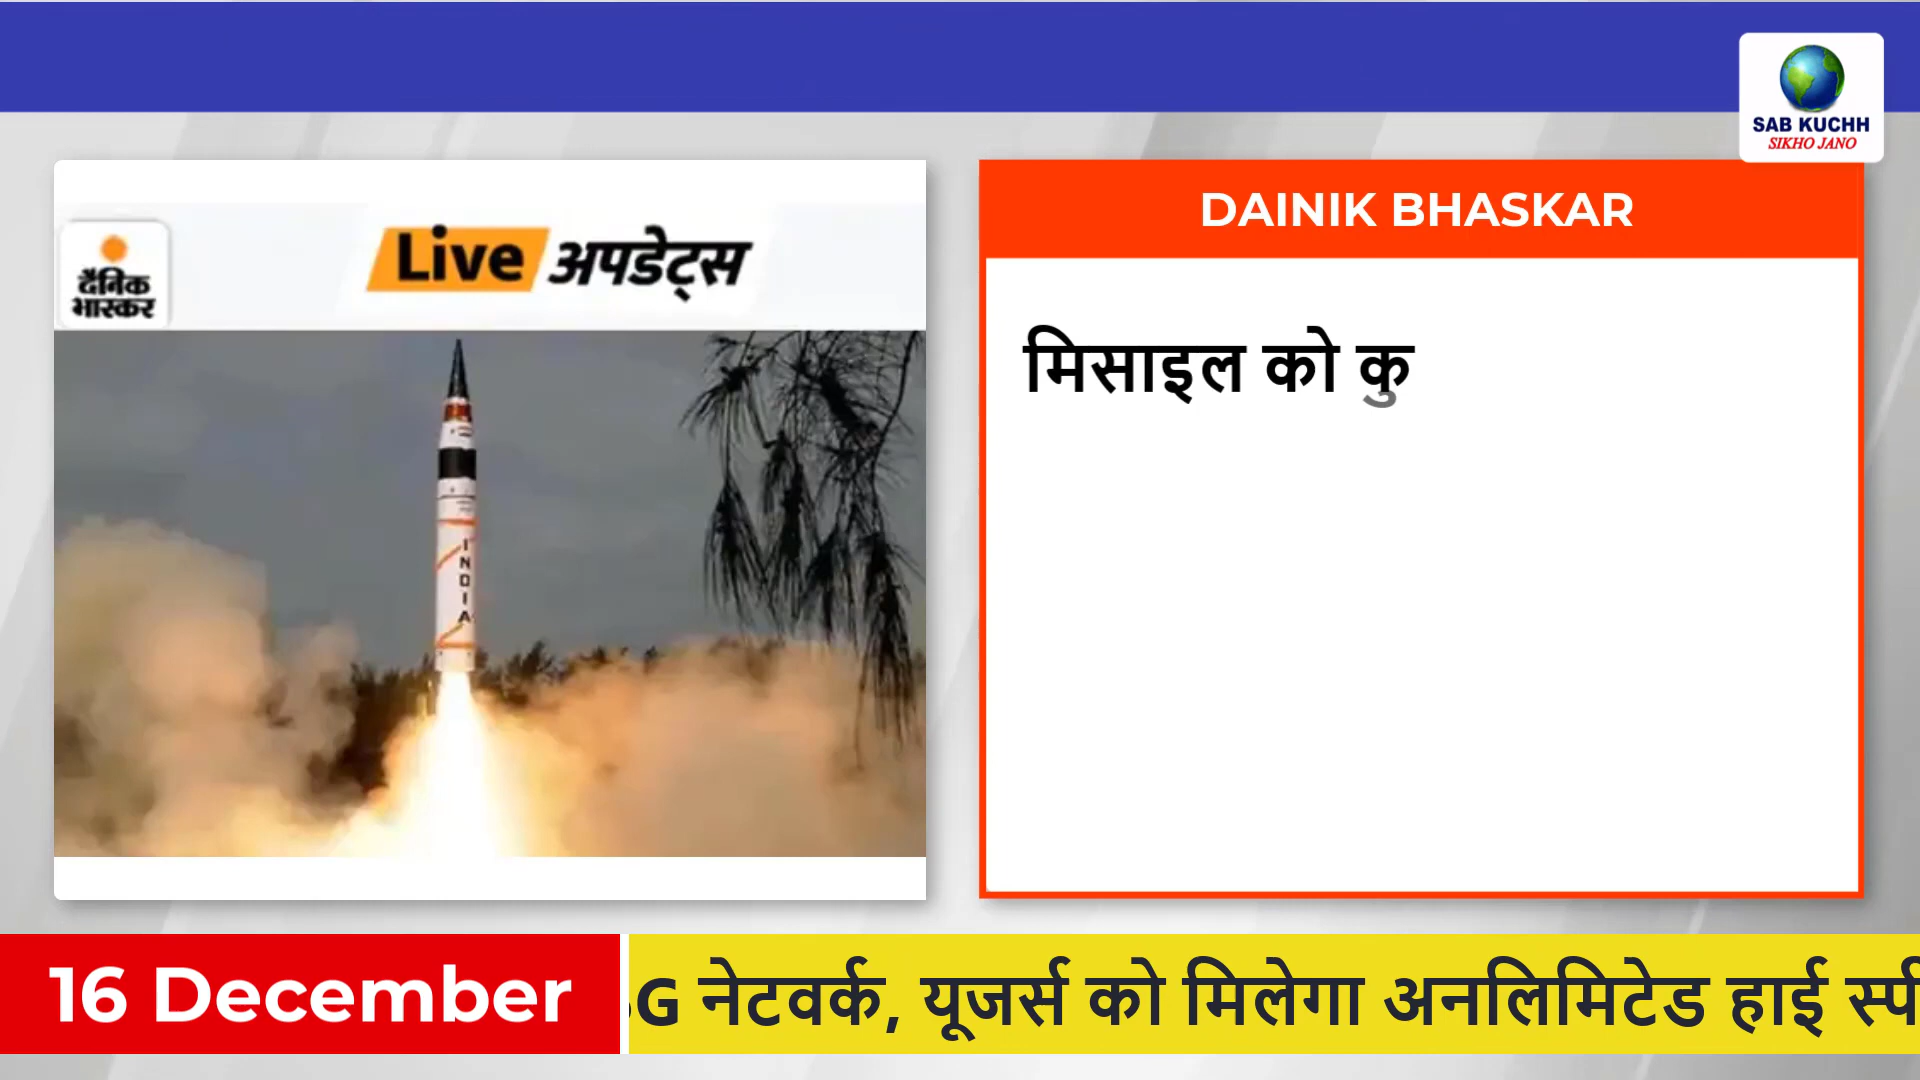 SAB KUCHH
SIKHO JANO
दैनिक
भास्कर
Live अपडेट्स
INDIA
DAINIK BHASKAR
मिसाइल को कु
16 December
G नेटवर्क, यूजर्स को मिलेगा अनलिमिटेड हाई